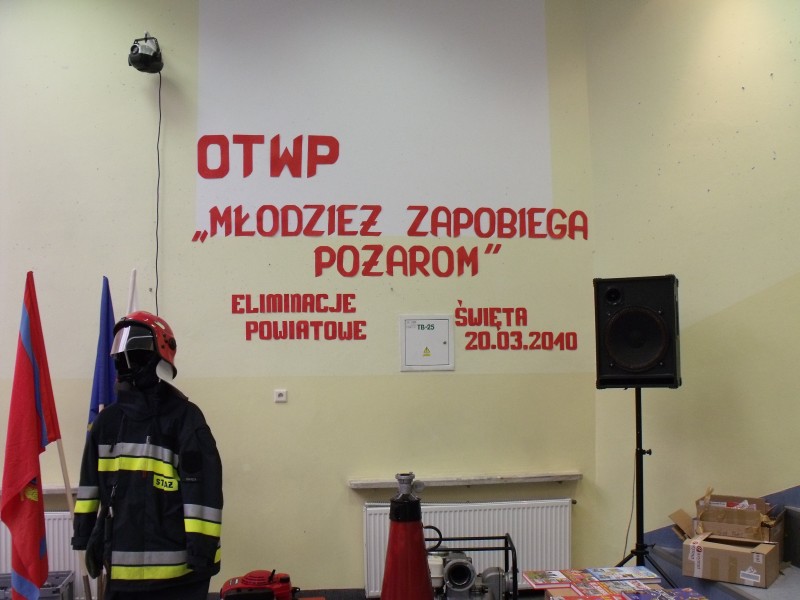 OTWP
„MŁODZIEŻ ZAPOBIEGA
POŻAROM”
ELIMINACJE
POWIATOWE
ŚWIĘTA
20.03.2010
TB-25
STAŻ